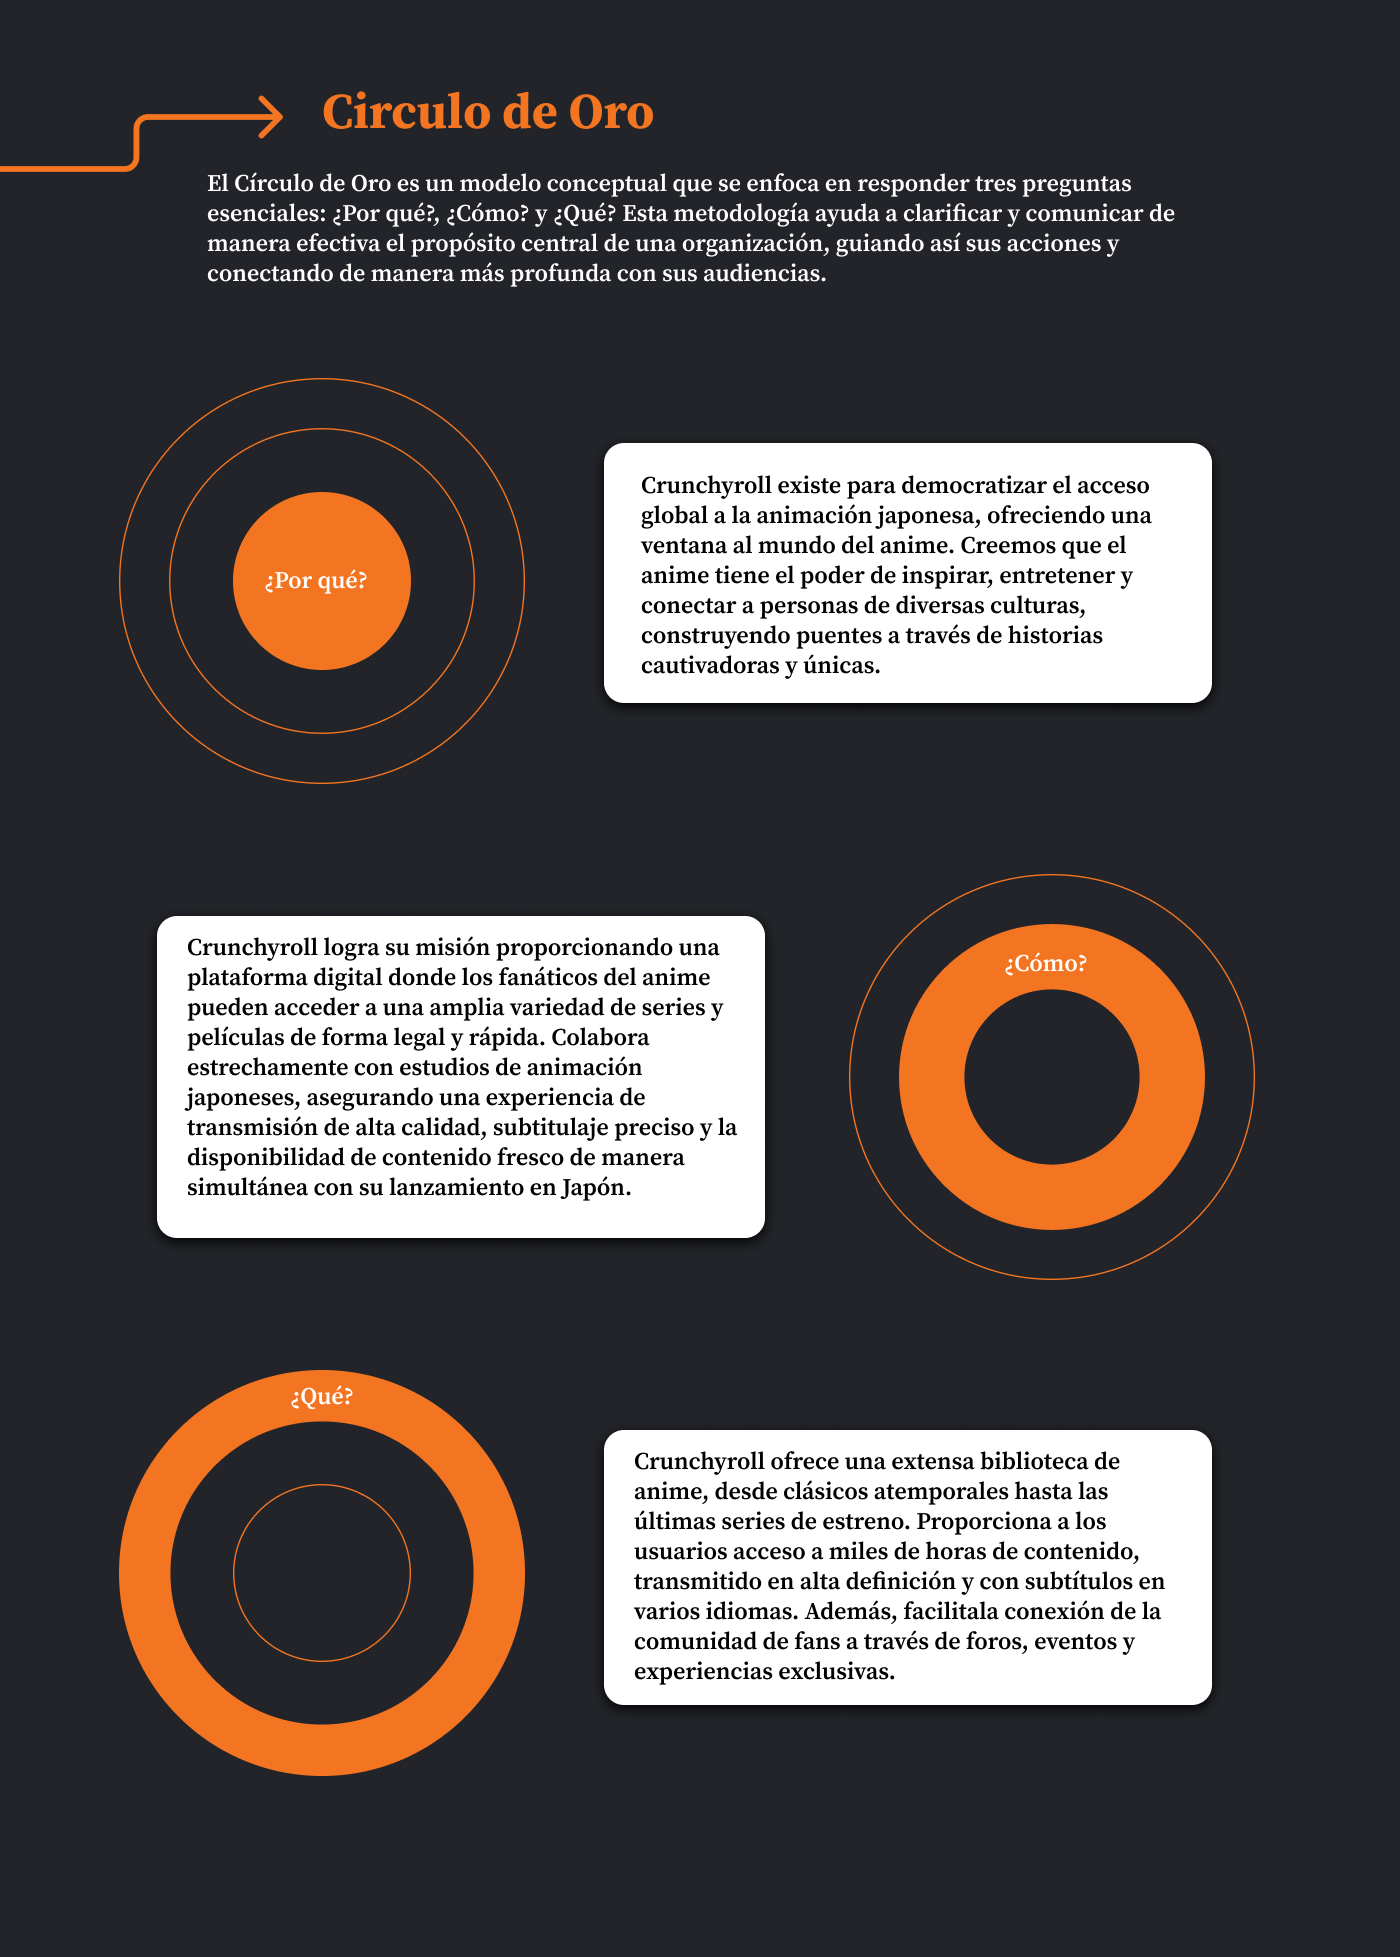 Circulo de Oro
El Círculo de Oro es un modelo conceptual que se enfoca en responder tres preguntas
esenciales: ¿Por qué?, ¿Cómo? y ¿Qué? Esta metodología ayuda a clarificar y comunicar de
manera efectiva el propósito central de una organización, guiando así sus acciones y
conectando de manera más profunda con sus audiencias.
¿Por qué?
Crunchyroll existe para democratizar el acceso
global a la animación japonesa, ofreciendo una
ventana al mundo del anime. Creemos que el
anime tiene el poder de inspirar, entretener y
conectar a personas de diversas culturas,
construyendo puentes a través de historias
cautivadoras y únicas.
Crunchyroll logra su misión proporcionando una
plataforma digital donde los fanáticos del anime
pueden acceder a una amplia variedad de series y
películas de forma legal y rápida. Colabora
estrechamente con estudios de animación
japoneses, asegurando una experiencia de
transmisión de alta calidad, subtitulaje preciso y la
disponibilidad de contenido fresco de manera
simultánea con su lanzamiento en Japón.
¿Cómo?
¿Qué?
Crunchyroll ofrece una extensa biblioteca de
anime, desde clásicos atemporales hasta las
últimas series de estreno. Proporciona a los
usuarios acceso a miles de horas de contenido,
transmitido en alta definición y con subtítulos en
varios idiomas. Además, facilitala conexión de la
comunidad de fans a través de foros, eventos y
experiencias exclusivas.